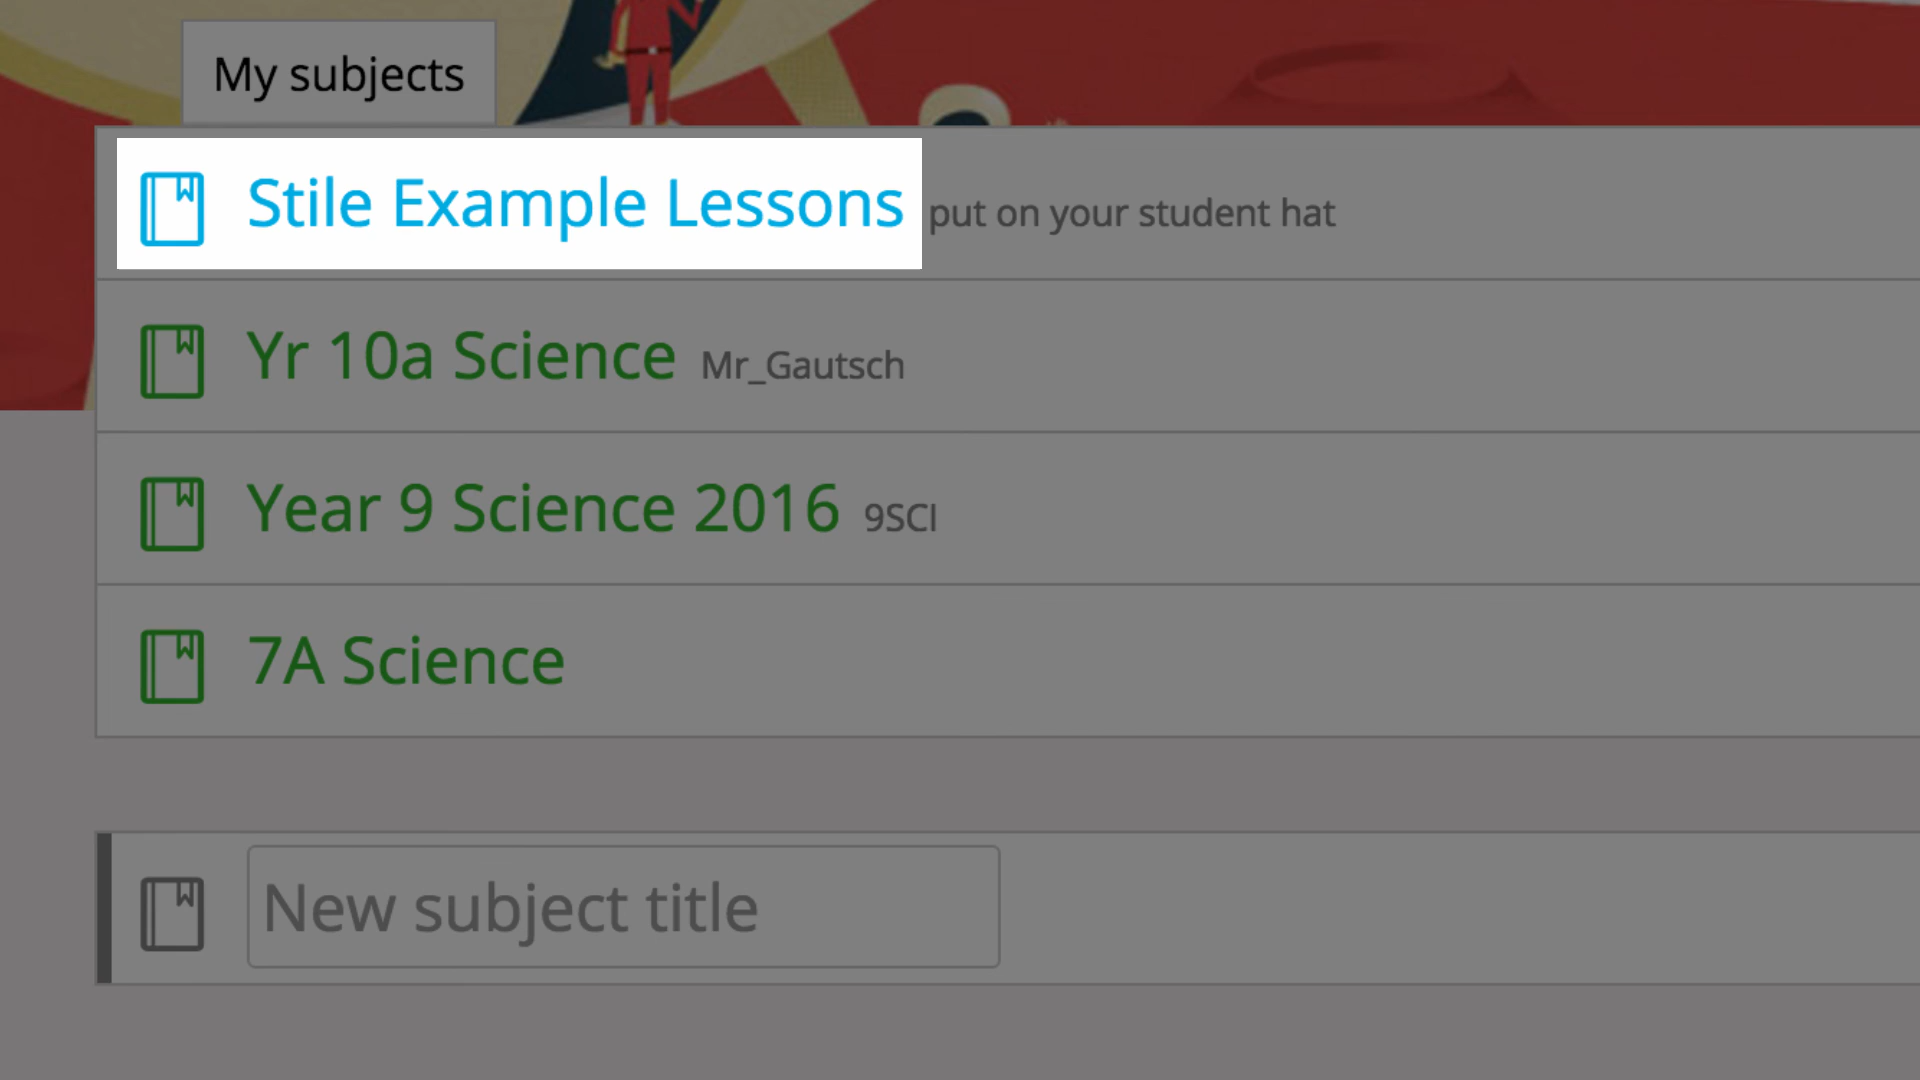 My subjects
Stile Example Lessons put on your student hat
Yr 10a Science Mr_Gautsch
Year 9 Science 2016 9SCI
7A Science
New subject title